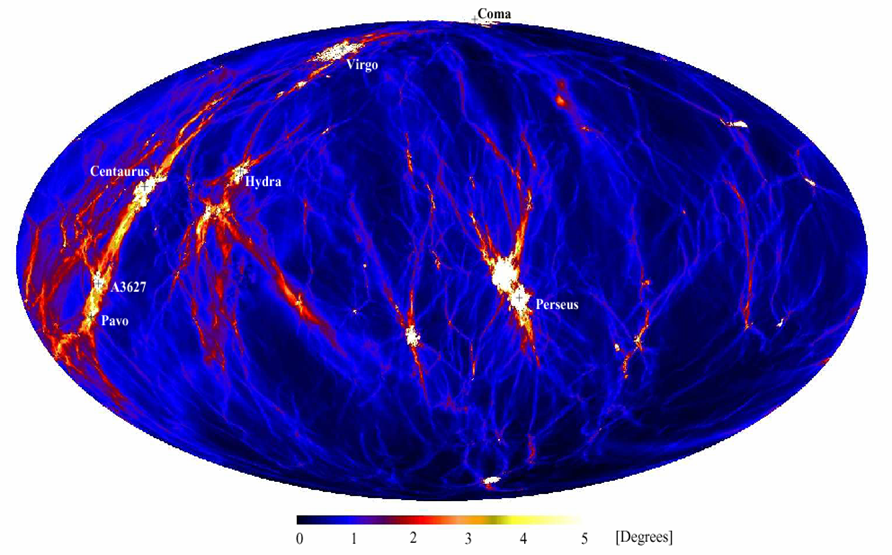 Coma
Virgo
Centaurus
Hydra
A3627
Perseus
Pavo
0 1 2 3 4 5 [Degrees]